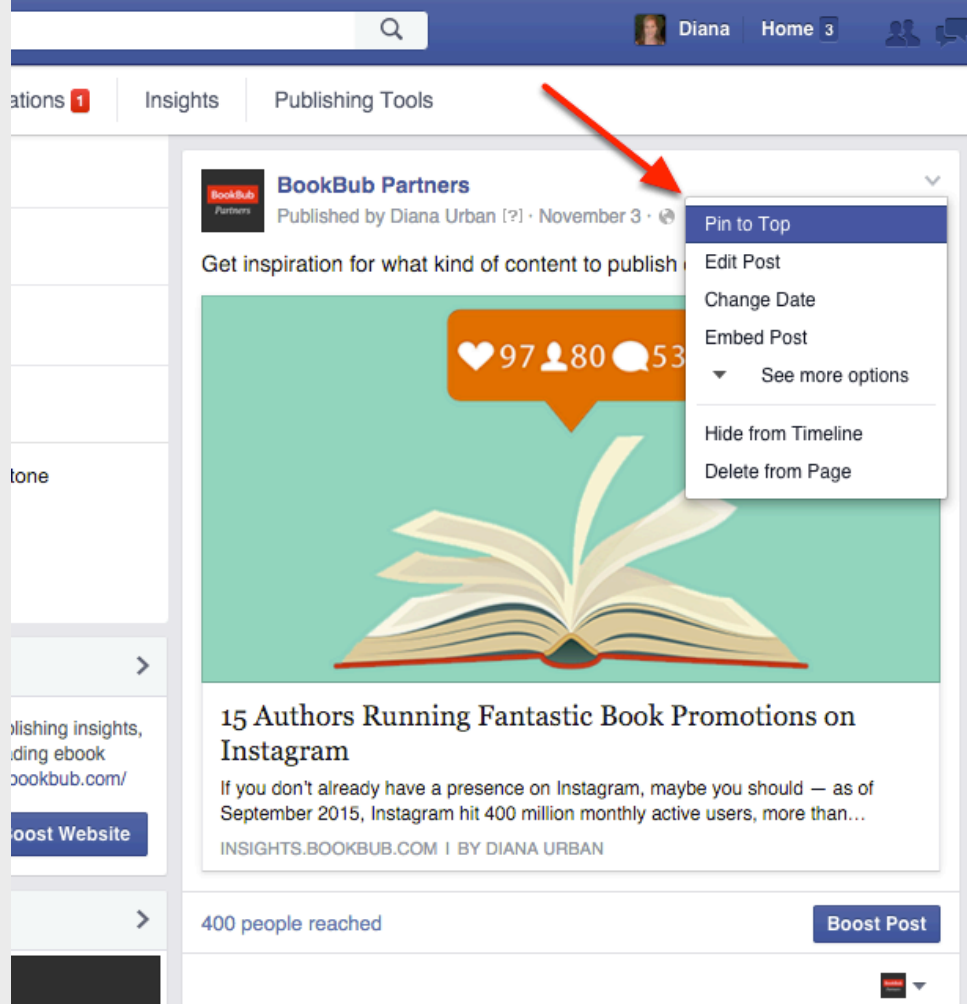 Diana Home 3
ations 1 Insights Publishing Tools
BookBub
Partners
BookBub Partners
Published by Diana Urban [?] · November 3 ·
Get inspiration for what kind of content to publish
Pin to Top
Edit Post
Change Date
Embed Post
See more options
Hide from Timeline
Delete from Page
97 80 53
tone
blishing insights,
ading ebook
bookbub.com/
Boost Website
15 Authors Running Fantastic Book Promotions on
Instagram
If you don't already have a presence on Instagram, maybe you should — as of
September 2015, Instagram hit 400 million monthly active users, more than...
INSIGHTS.BOOKBUB.COM | BY DIANA URBAN
400 people reached
Boost Post